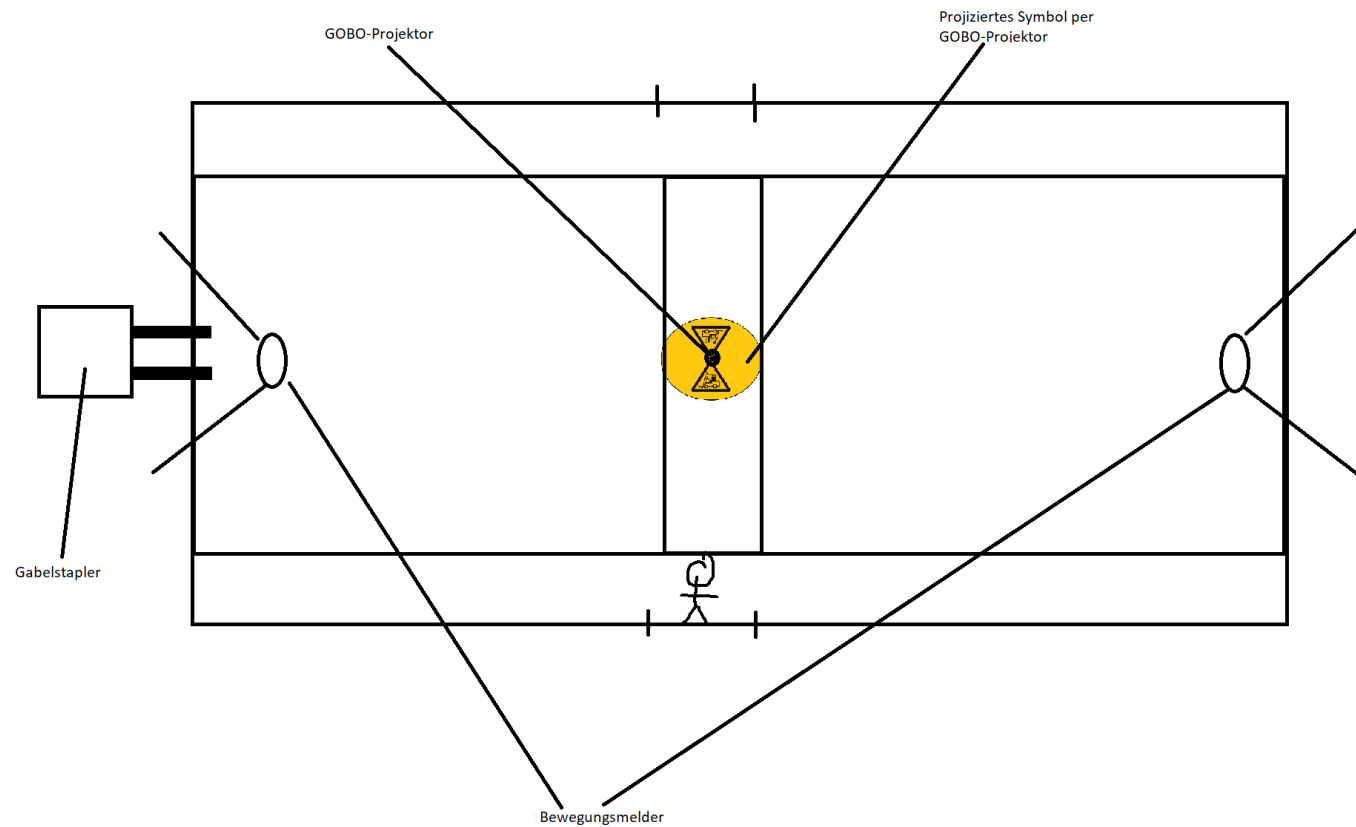 GOBO-Projektor
Projiziertes Symbol per
GOBO-Projektor
Gabelstapler
Bewegungsmelder